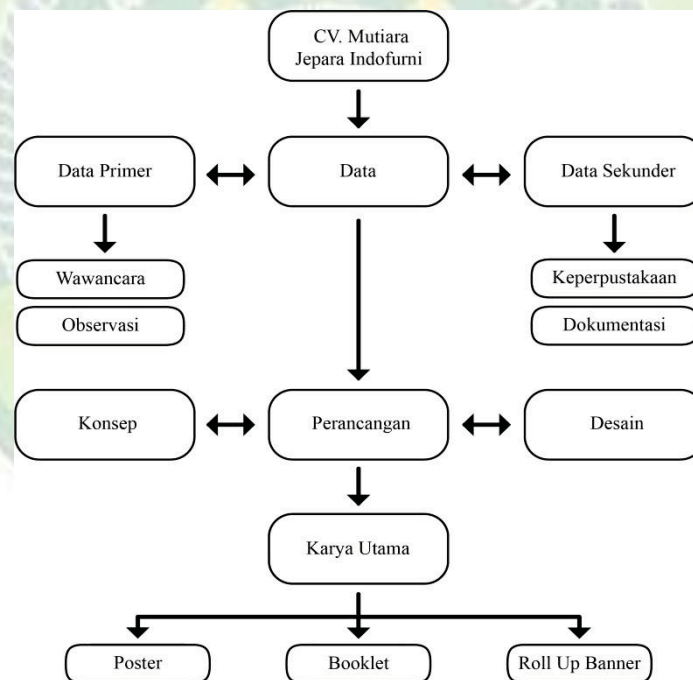 CV. Mutiara
Jepara Indofurni
Data Primer
Data
Data Sekunder
Wawancara
Keperpustakaan
Observasi
Dokumentasi
Konsep
Perancangan
Desain
Karya Utama
Poster
Booklet
Roll Up Banner